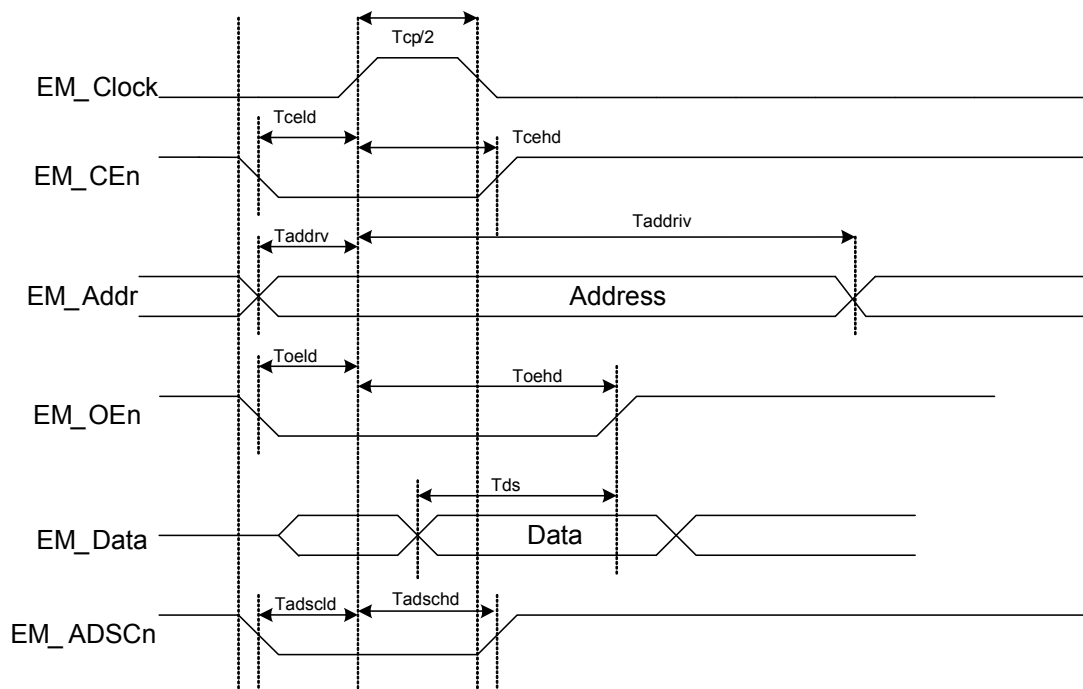 Tcp/2
EM_Clock
Tceld
Tcehd
EM_CEn
Taddrv
Taddriv
EM_Addr
Address
Toeld
Toehd
EM_OEn
Tds
EM_Data
Data
Tadscld
Tadschd
EM_ADSCn